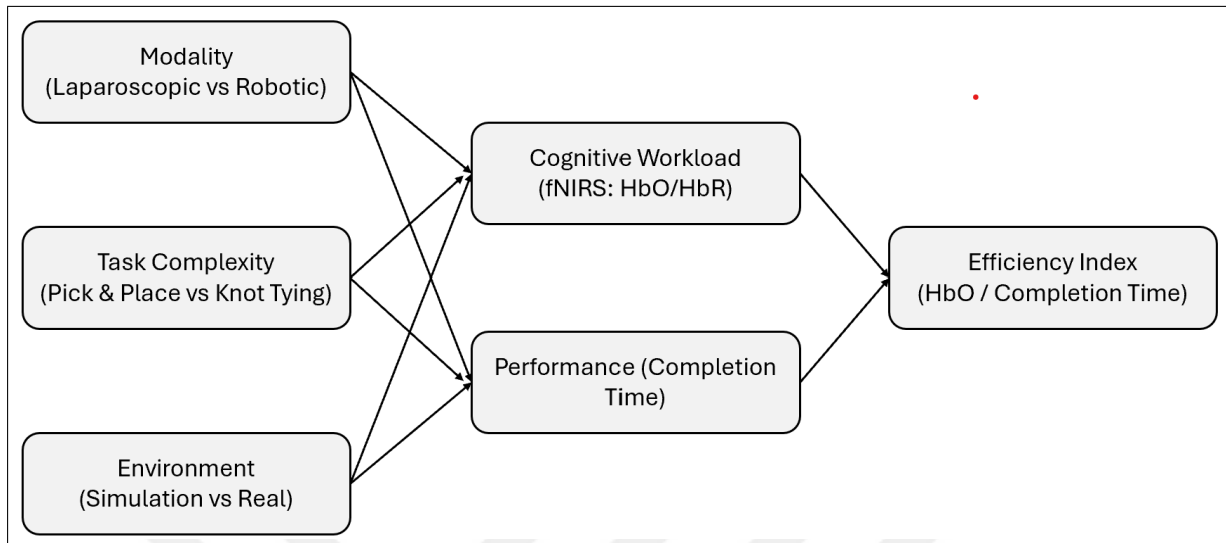 Modality
(Laparoscopic vs Robotic)
Task Complexity
(Pick & Place vs Knot Tying)
Environment
(Simulation vs Real)
Cognitive Workload
(fNIRS: HbO/HbR)
Performance (Completion
Time)
Efficiency Index
(HbO / Completion Time)